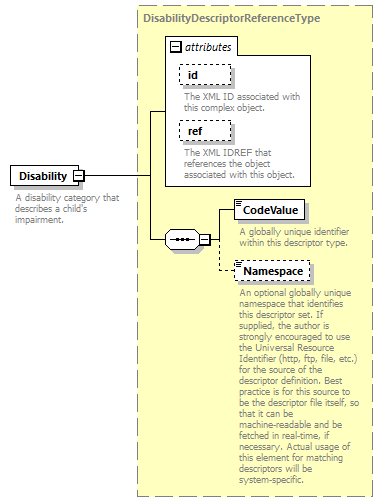 DisabilityDescriptorReferenceType
attributes
id
The XML ID associated with
this complex object.
ref
The XML IDREF that
references the object
associated with this object.
Disability
A disability category that
describes a child's
impairment.
CodeValue
A globally unique identifier
within this descriptor type.
Namespace
An optional globally unique
namespace that identifies
this descriptor set. If
supplied, the author is
strongly encouraged to use
the Universal Resource
Identifier (http, ftp, file, etc.)
for the source of the
descriptor definition. Best
practice is for this source to
be the descriptor file itself, so
that it can be
machine-readable and be
fetched in real-time, if
necessary. Actual usage of
this element for matching
descriptors will be
system-specific.